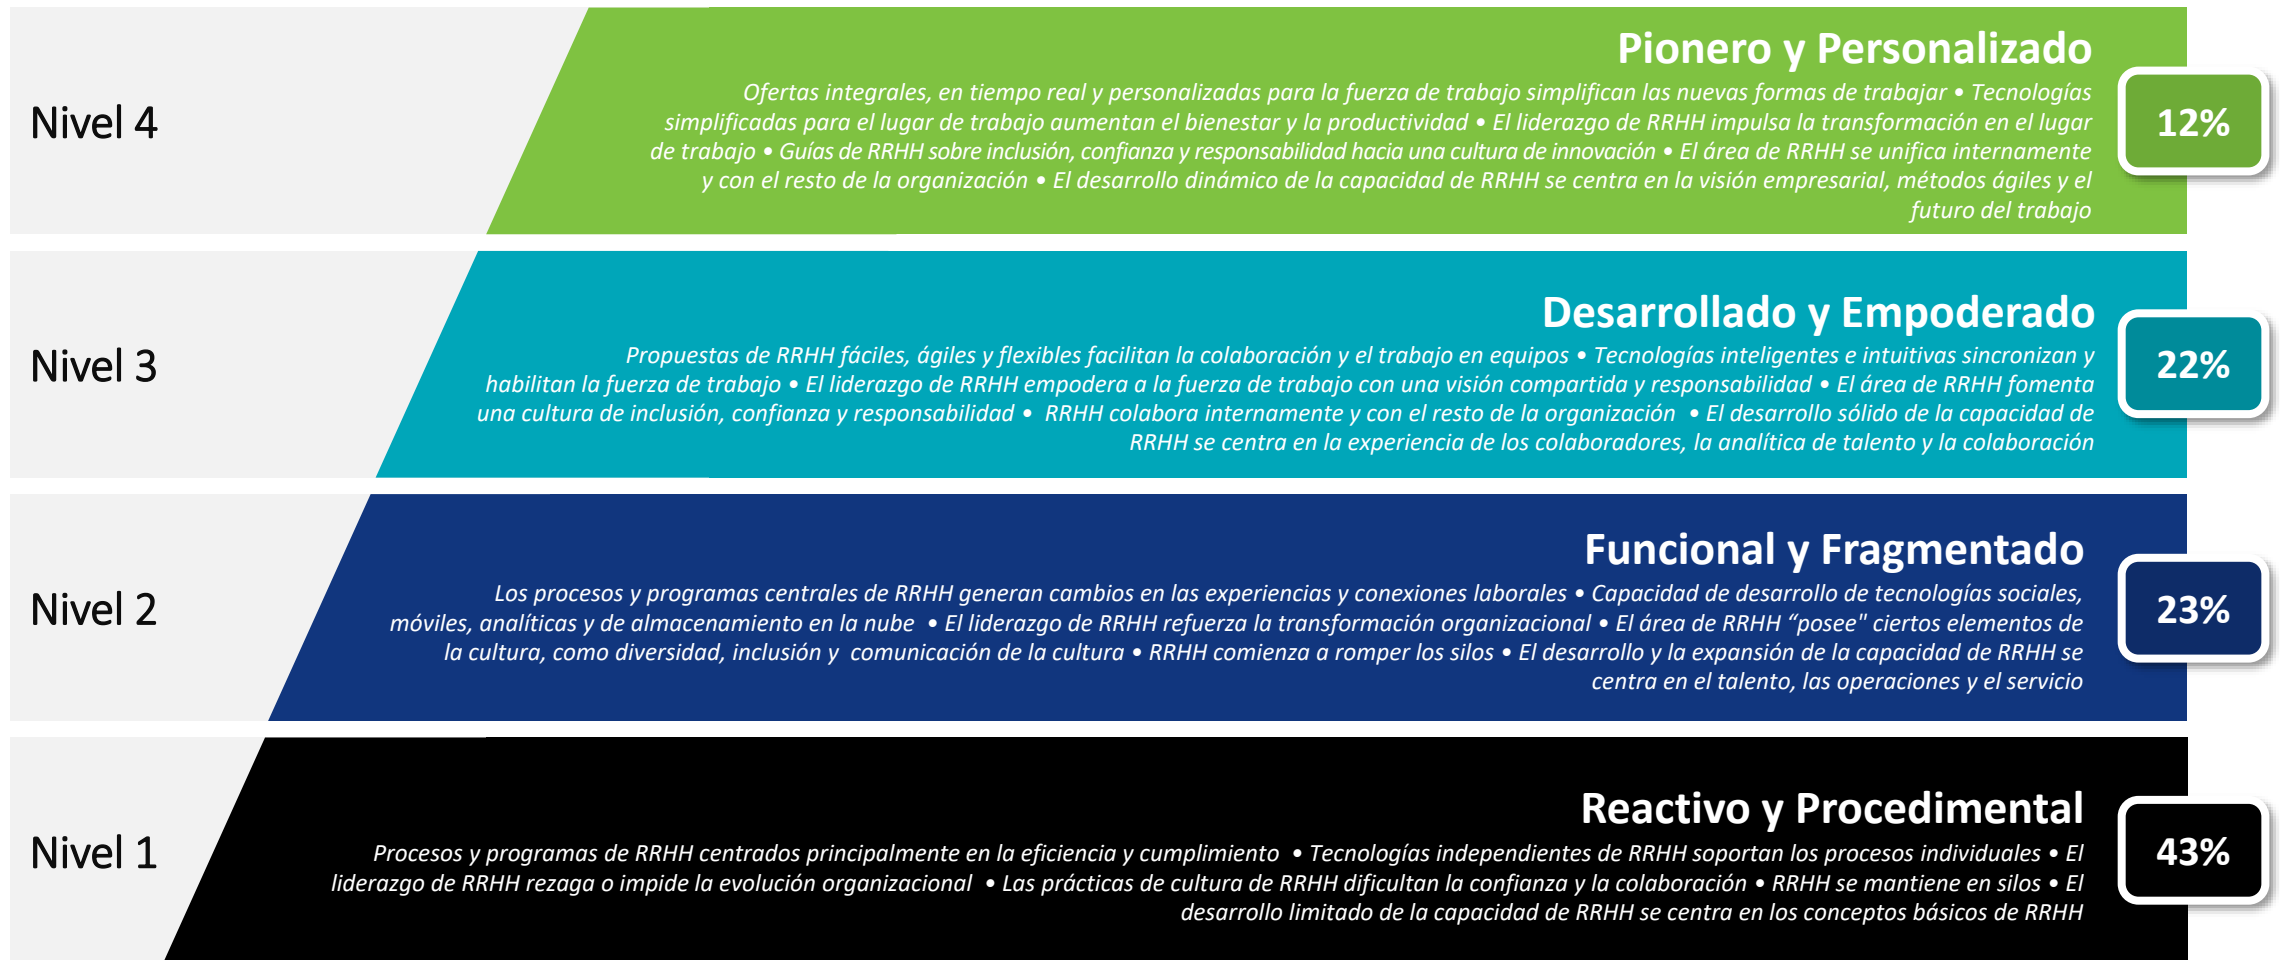 Nivel 4
Pionero y Personalizado
Ofertas integrales, en tiempo real y personalizadas para la fuerza de trabajo simplifican las nuevas formas de trabajar • Tecnologías
simplificadas para el lugar de trabajo aumentan el bienestar y la productividad • El liderazgo de RRHH impulsa la transformación en el lugar
de trabajo • Guías de RRHH sobre inclusión, confianza y responsabilidad hacia una cultura de innovación • El área de RRHH se unifica internamente
y con el resto de la organización • El desarrollo dinámico de la capacidad de RRHH se centra en la visión empresarial, métodos ágiles y el
futuro del trabajo
12%
Nivel 3
Desarrollado y Empoderado
Propuestas de RRHH fáciles, ágiles y flexibles facilitan la colaboración y el trabajo en equipos • Tecnologías inteligentes e intuitivas sincronizan y
habilitan la fuerza de trabajo • El liderazgo de RRHH empodera a la fuerza de trabajo con una visión compartida y responsabilidad • El área de RRHH fomenta
una cultura de inclusión, confianza y responsabilidad • RRHH colabora internamente y con el resto de la organización • El desarrollo sólido de la capacidad de
RRHH se centra en la experiencia de los colaboradores, la analítica de talento y la colaboración
22%
Nivel 2
Funcional y Fragmentado
Los procesos y programas centrales de RRHH generan cambios en las experiencias y conexiones laborales • Capacidad de desarrollo de tecnologías sociales,
móviles, analíticas y de almacenamiento en la nube • El liderazgo de RRHH refuerza la transformación organizacional • El área de RRHH “posee" ciertos elementos de
la cultura, como diversidad, inclusión y comunicación de la cultura • RRHH comienza a romper los silos • El desarrollo y la expansión de la capacidad de RRHH se
centra en el talento, las operaciones y el servicio
23%
Nivel 1
Reactivo y Procedimental
Procesos y programas de RRHH centrados principalmente en la eficiencia y cumplimiento • Tecnologías independientes de RRHH soportan los procesos individuales • El
liderazgo de RRHH rezaga o impide la evolución organizacional • Las prácticas de cultura de RRHH dificultan la confianza y la colaboración • RRHH se mantiene en silos • El
desarrollo limitado de la capacidad de RRHH se centra en los conceptos básicos de RRHH
43%